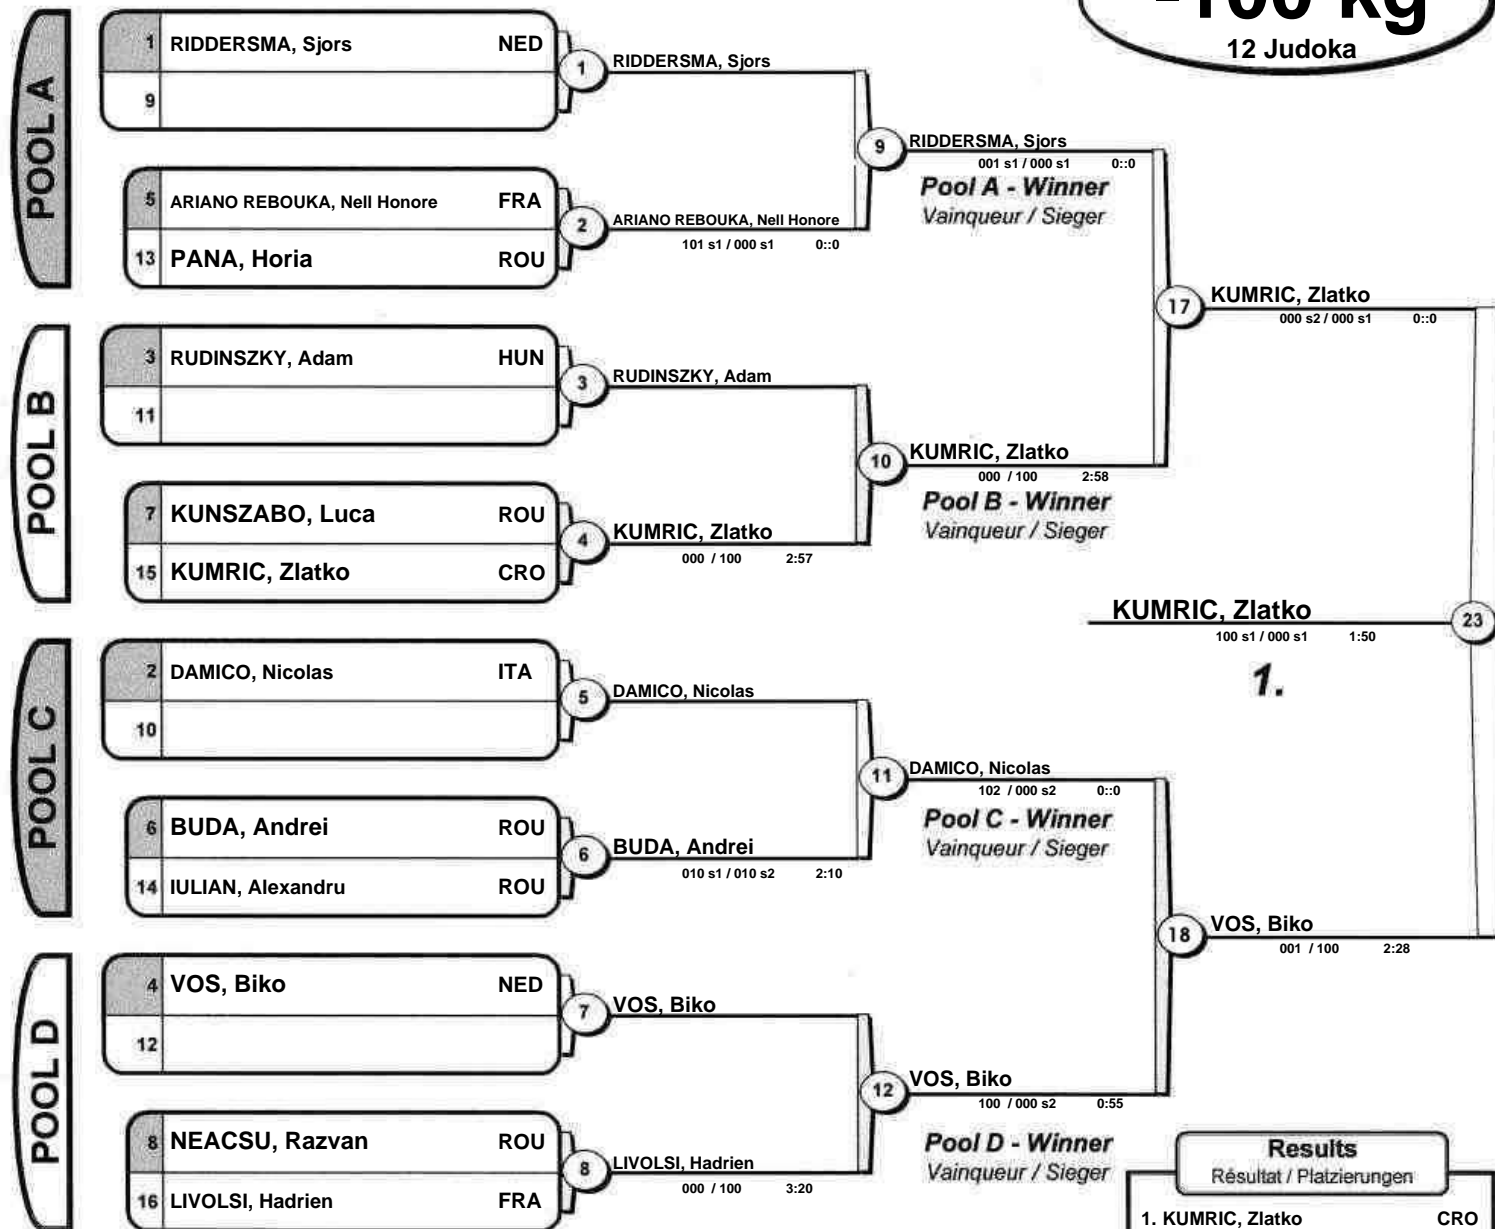 -100 kg
12 Judoka
POOL A
1 RIDDERSMA, Sjors NED
9
1 RIDDERSMA, Sjors
5 ARIANO REBOUKA, Nell Honore FRA
13 PANA, Horia ROU
2 ARIANO REBOUKA, Nell Honore
101 s1 / 000 s1 0::0
9 RIDDERSMA, Sjors
001 s1 / 000 s1 0::0
Pool A - Winner
Vainqueur / Sieger
POOL B
3 RUDINSZKY, Adam HUN
11
3 RUDINSZKY, Adam
7 KUNSZABO, Luca ROU
15 KUMRIC, Zlatko CRO
4 KUMRIC, Zlatko
000 / 100 2:57
10 KUMRIC, Zlatko
000 / 100 2:58
Pool B - Winner
Vainqueur / Sieger
17 KUMRIC, Zlatko
000 s2 / 000 s1 0::0
KUMRIC, Zlatko 23
100 s1 / 000 s1 1:50
1.
POOL C
2 DAMICO, Nicolas ITA
10
5 DAMICO, Nicolas
6 BUDA, Andrei ROU
14 IULIAN, Alexandru ROU
6 BUDA, Andrei
010 s1 / 010 s2 2:10
11 DAMICO, Nicolas
102 / 000 s2 0::0
Pool C - Winner
Vainqueur / Sieger
18 VOS, Biko
001 / 100 2:28
POOL D
4 VOS, Biko NED
12
7 VOS, Biko
8 NEACSU, Razvan ROU
16 LIVOLSI, Hadrien FRA
8 LIVOLSI, Hadrien
000 / 100 3:20
12 VOS, Biko
100 / 000 s2 0:55
Pool D - Winner
Vainqueur / Sieger
Results
Résultat / Platzierungen
1. KUMRIC, Zlatko CRO